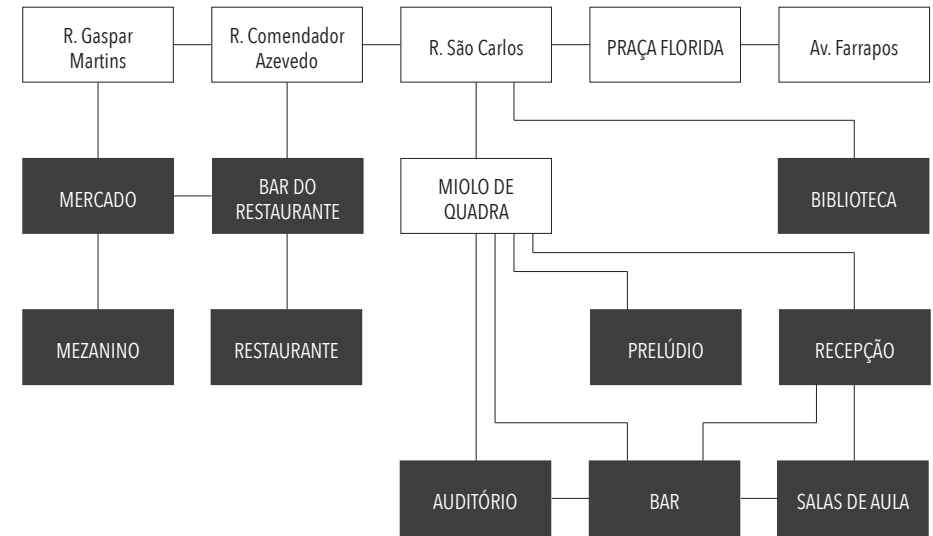 R. Gaspar
Martins
R. Comendador
Azevedo
R. São Carlos
PRAÇA FLORIDA
Av. Farrapos
MERCADO
BAR DO
RESTAURANTE
MIOLO DE
QUADRA
BIBLIOTECA
MEZANINO
RESTAURANTE
PRELÚDIO
RECEPÇÃO
AUDITÓRIO
BAR
SALAS DE AULA